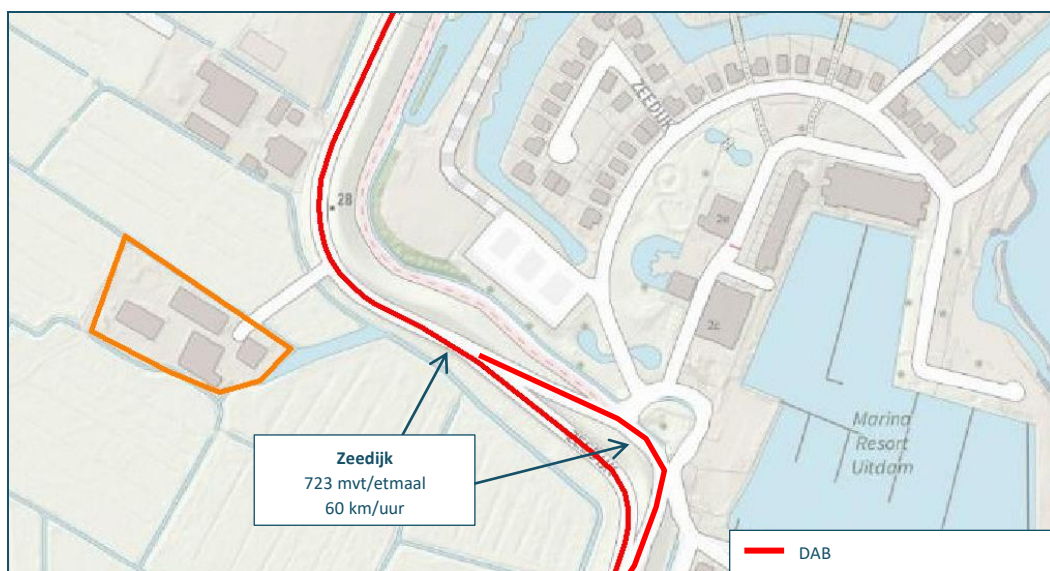 ZEEDIJK
28
2e
2c
Marina
Resort
Uitdam
Zeedijk
723 mvt/etmaal
60 km/uur
DAB